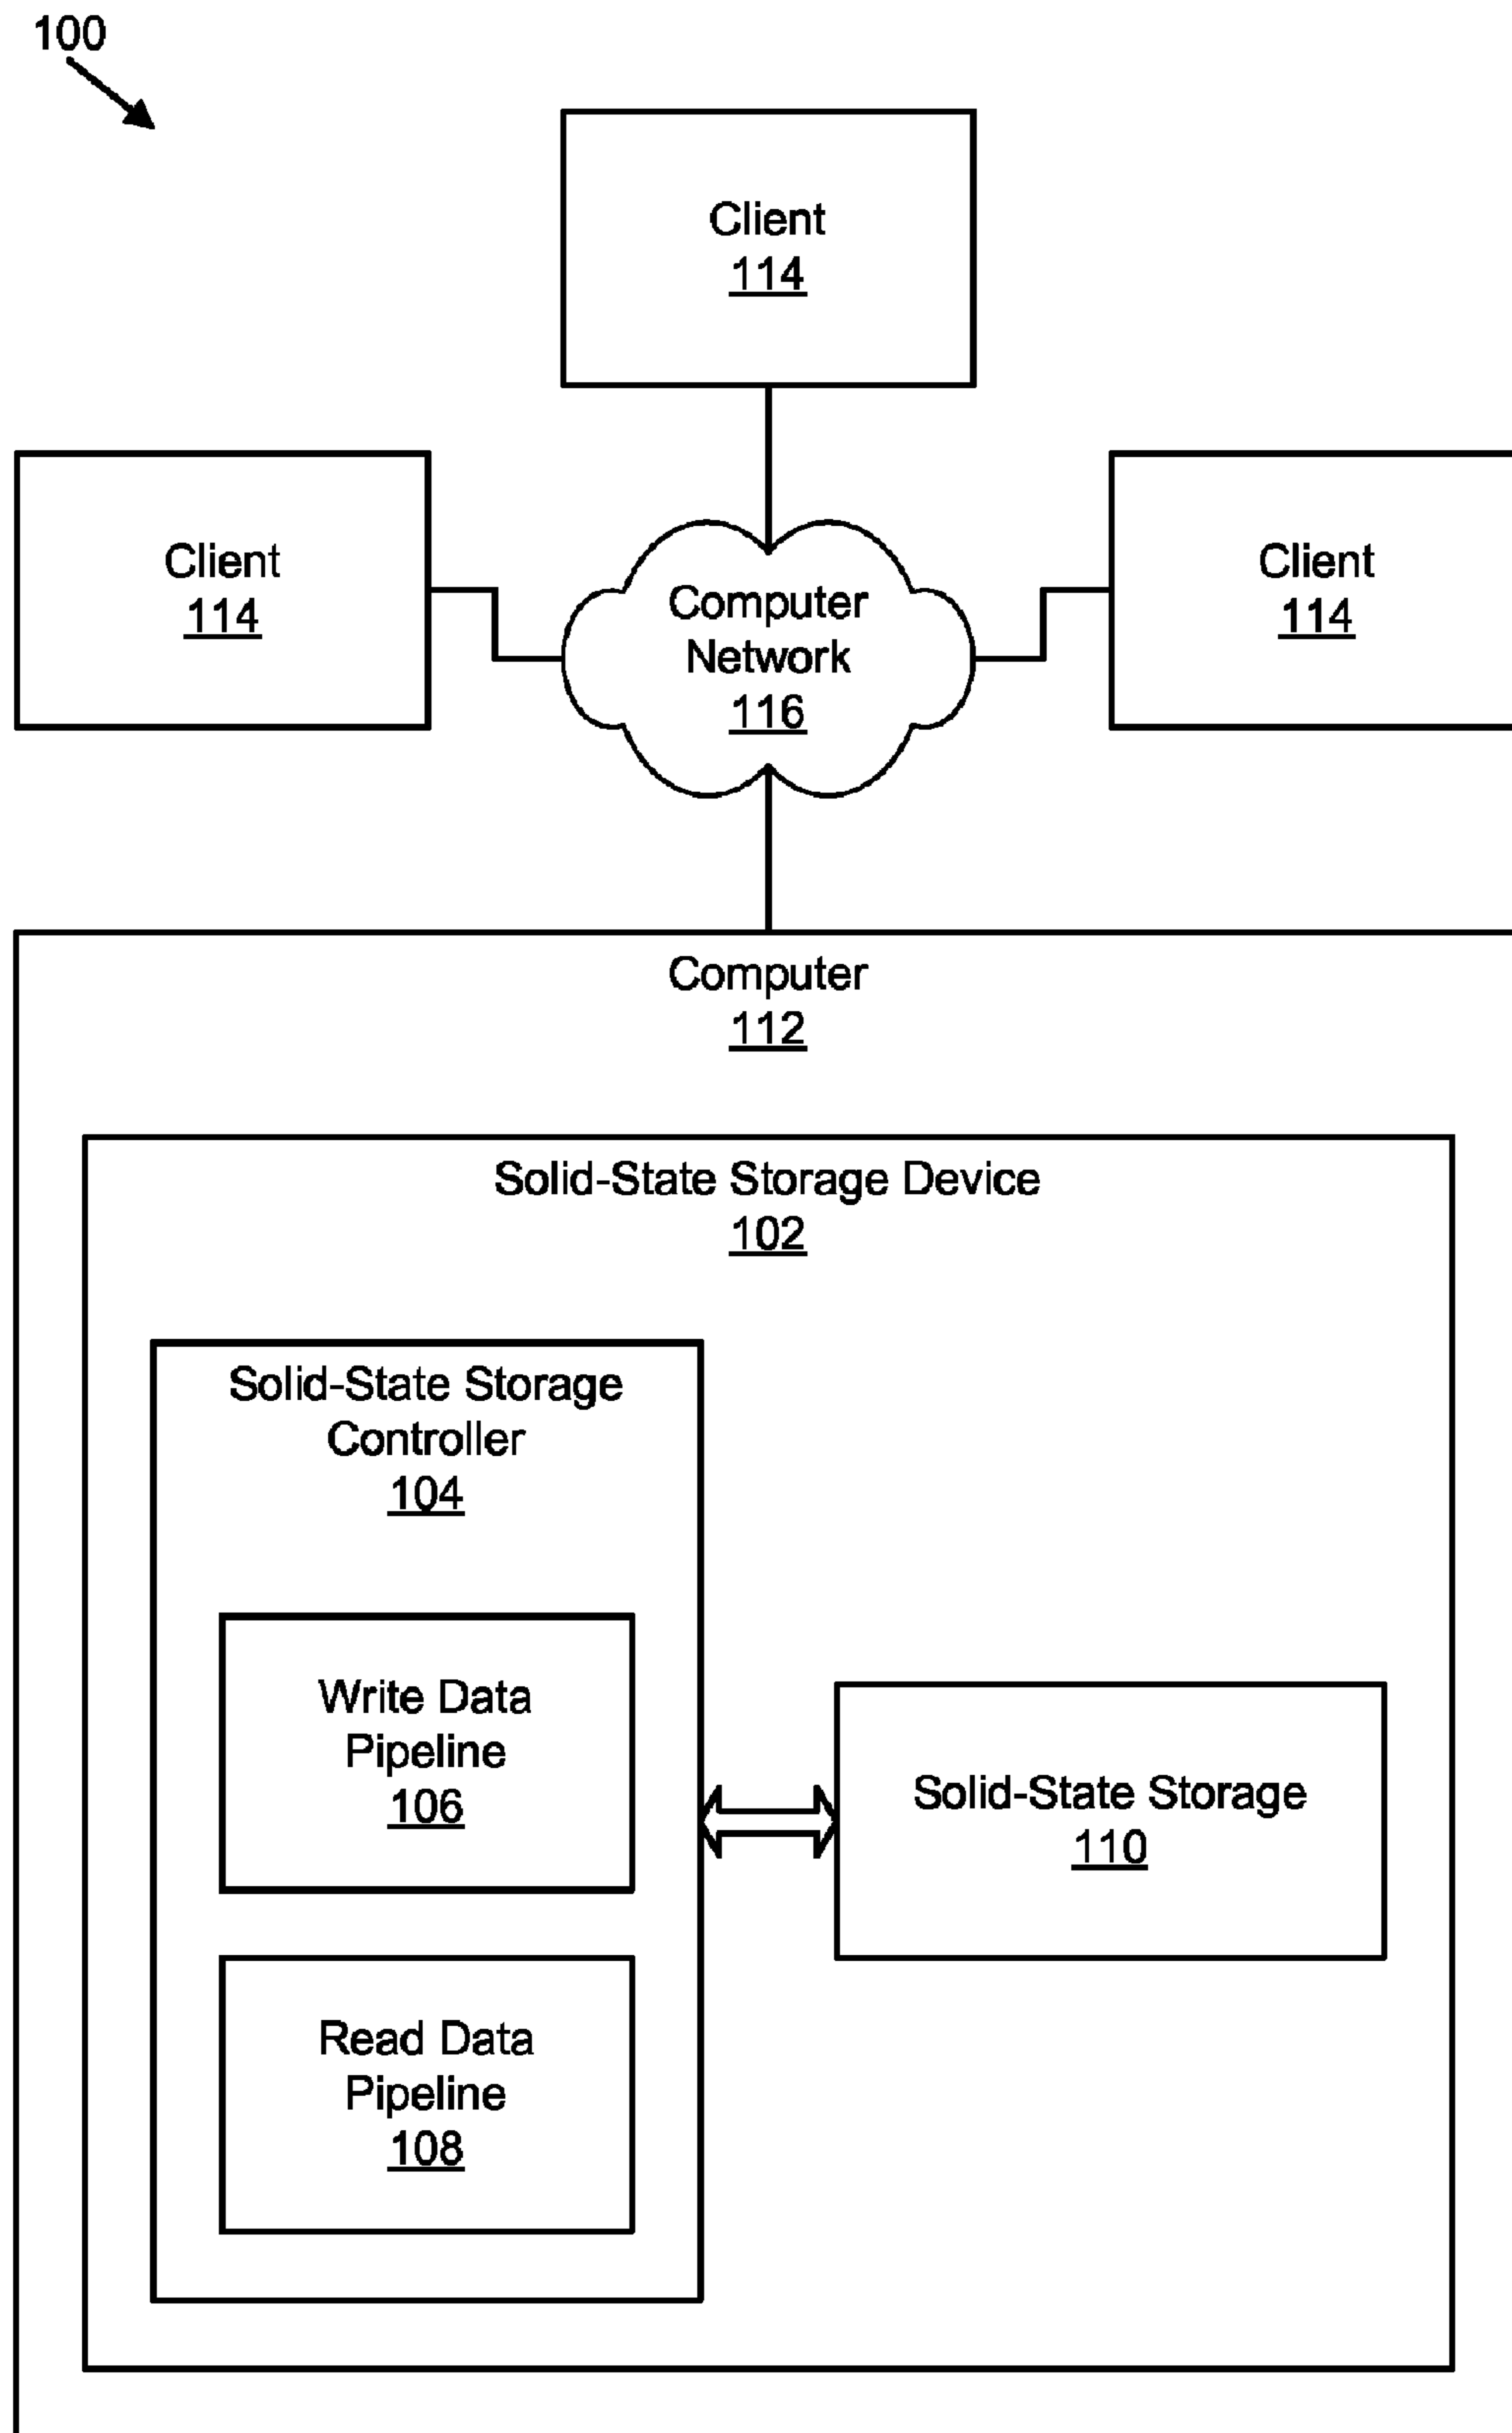 100
Client
114
Client
114
Computer
Network
116
Client
114
Computer
112
Solid-State Storage Device
102
Solid-State Storage
Controller
104
Write Data
Pipeline
106
Solid-State Storage
110
Read Data
Pipeline
108